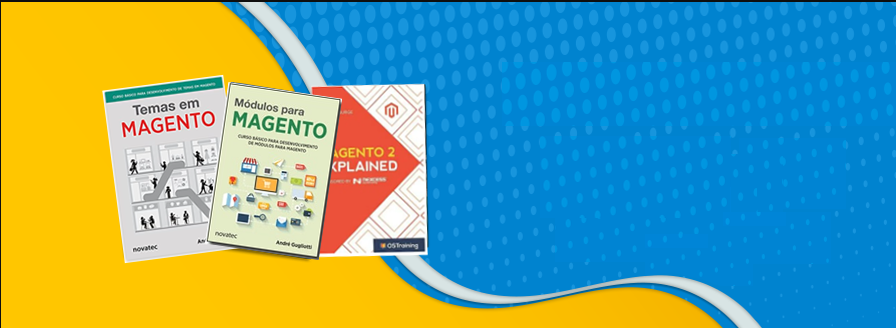 CURSO BÁSICO PARA DESENVOLVIMENTO DE TEMAS EM MAGENTO
Temas em
MAGENTO
novatec
An
Módulos para
MAGENTO
CURSO BÁSICO PARA DESENVOLVIMENTO
DE MÓDULOS PARA MAGENTO
novatec
André Gugliotti
AGENTO 2
XPLAINED
OSTraining